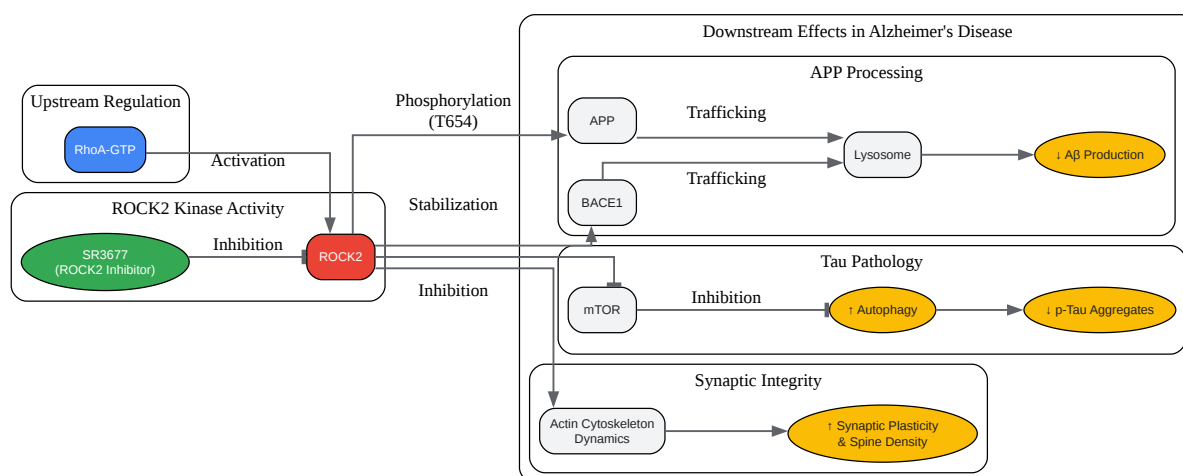 Downstream Effects in Alzheimer's Disease
APP Processing
Upstream Regulation
RhoA-GTP
Activation
Phosphorylation
(T654)
APP
Trafficking
Lysosome
↓ Aβ Production
Trafficking
BACE1
ROCK2 Kinase Activity
SR3677
(ROCK2 Inhibitor)
Inhibition
ROCK2
Stabilization
Inhibition
Tau Pathology
mTOR
Inhibition
↑ Autophagy
↓ p-Tau Aggregates
Synaptic Integrity
Actin Cytoskeleton
Dynamics
↑ Synaptic Plasticity
& Spine Density